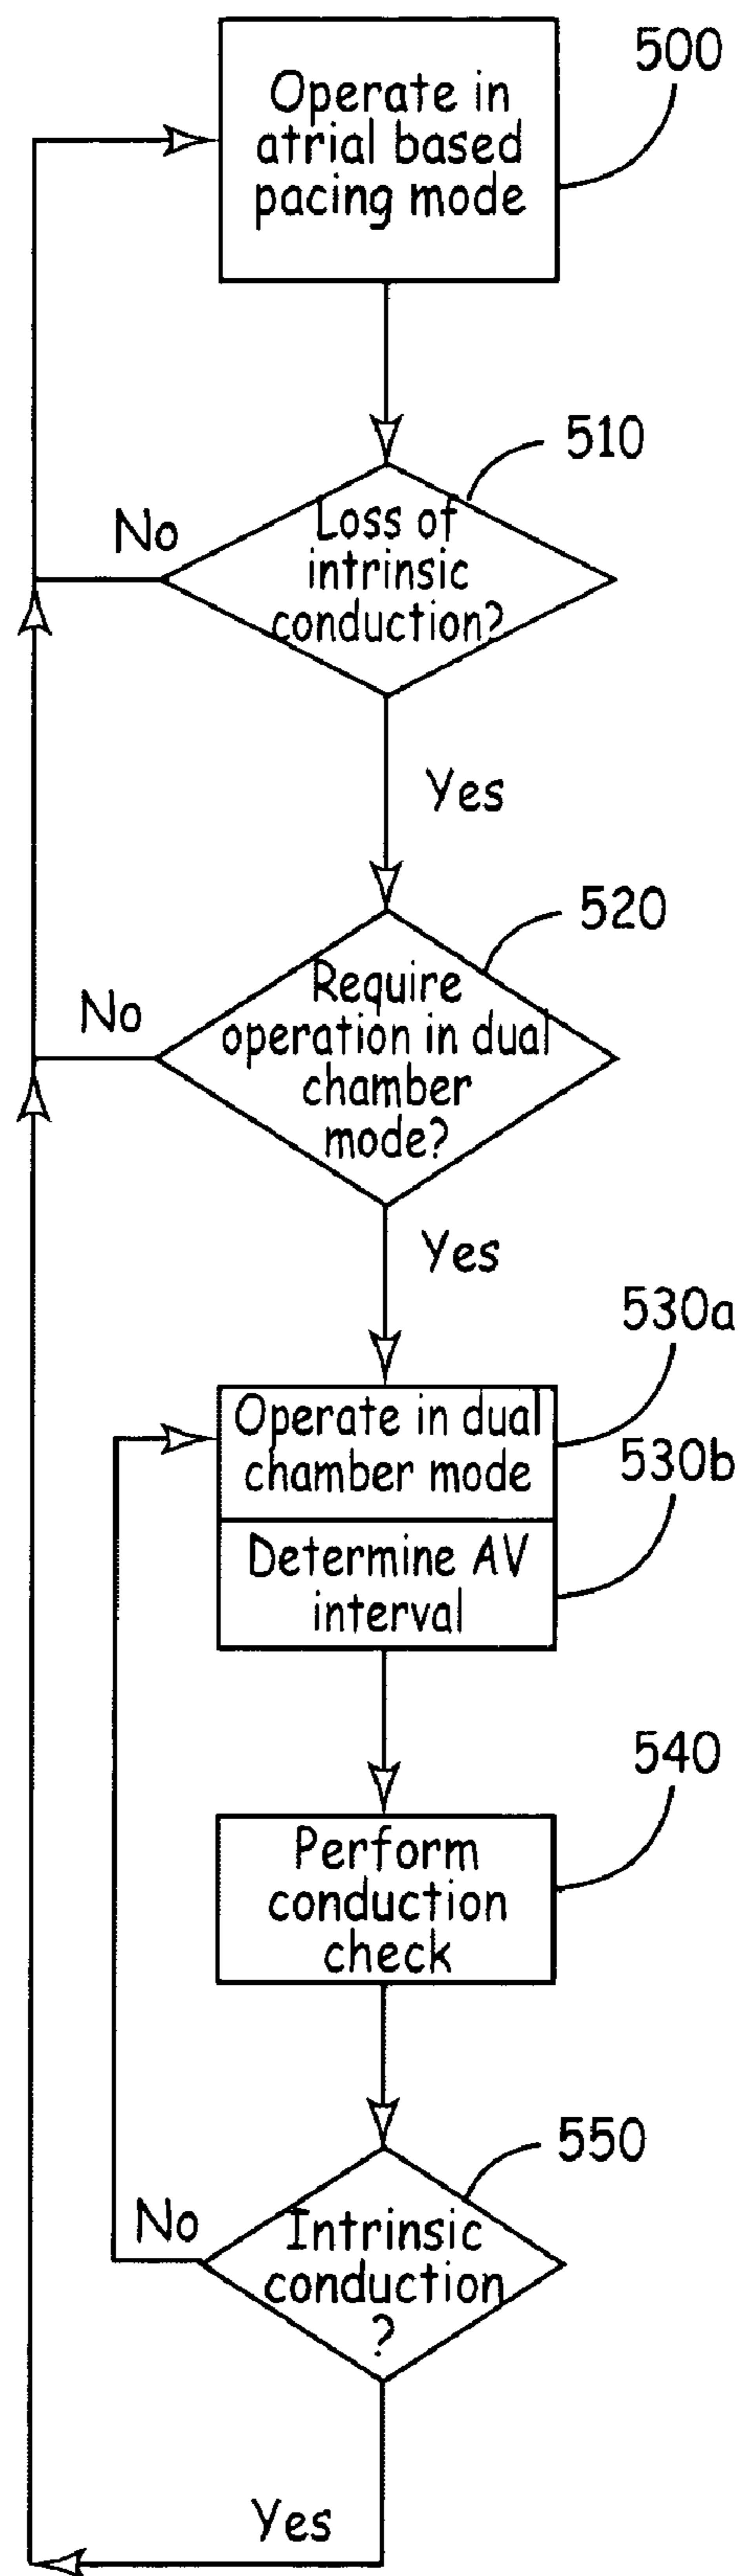 500
Operate in
atrial based
pacing mode
510
No
Loss of
intrinsic
conduction?
Yes
520
No
Require
operation in dual
chamber
mode?
Yes
530a
Operate in dual
chamber mode
530b
Determine AV
interval
540
Perform
conduction
check
550
No
Intrinsic
conduction
?
Yes